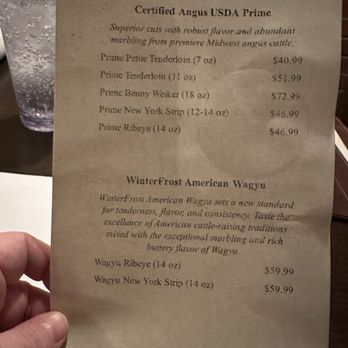 Certified Angus USDA Prime
Superior cuts with robust flavor and abundant
marbling from premiere Midwest angus cattle.
Prime Petite Tenderloin (7 oz) $40.99
Prime Tenderloin (11 oz) $51.99
Prime Benny Weiker (18 oz) $72.99
Prime New York Strip (12-14 oz) $46.99
Prime Ribeye (14 oz) $46.99
WinterFrost American Wagyu
WinterFrost American Wagyu sets a new standard
for tenderness, flavor, and consistency. Taste the
excellence of American cattle-raising traditions
mixed with the exceptional marbling and rich
buttery flavor of Wagyu.
Wagyu Ribeye (14 oz) $59.99
Wagyu New York Strip (14 oz) $59.99